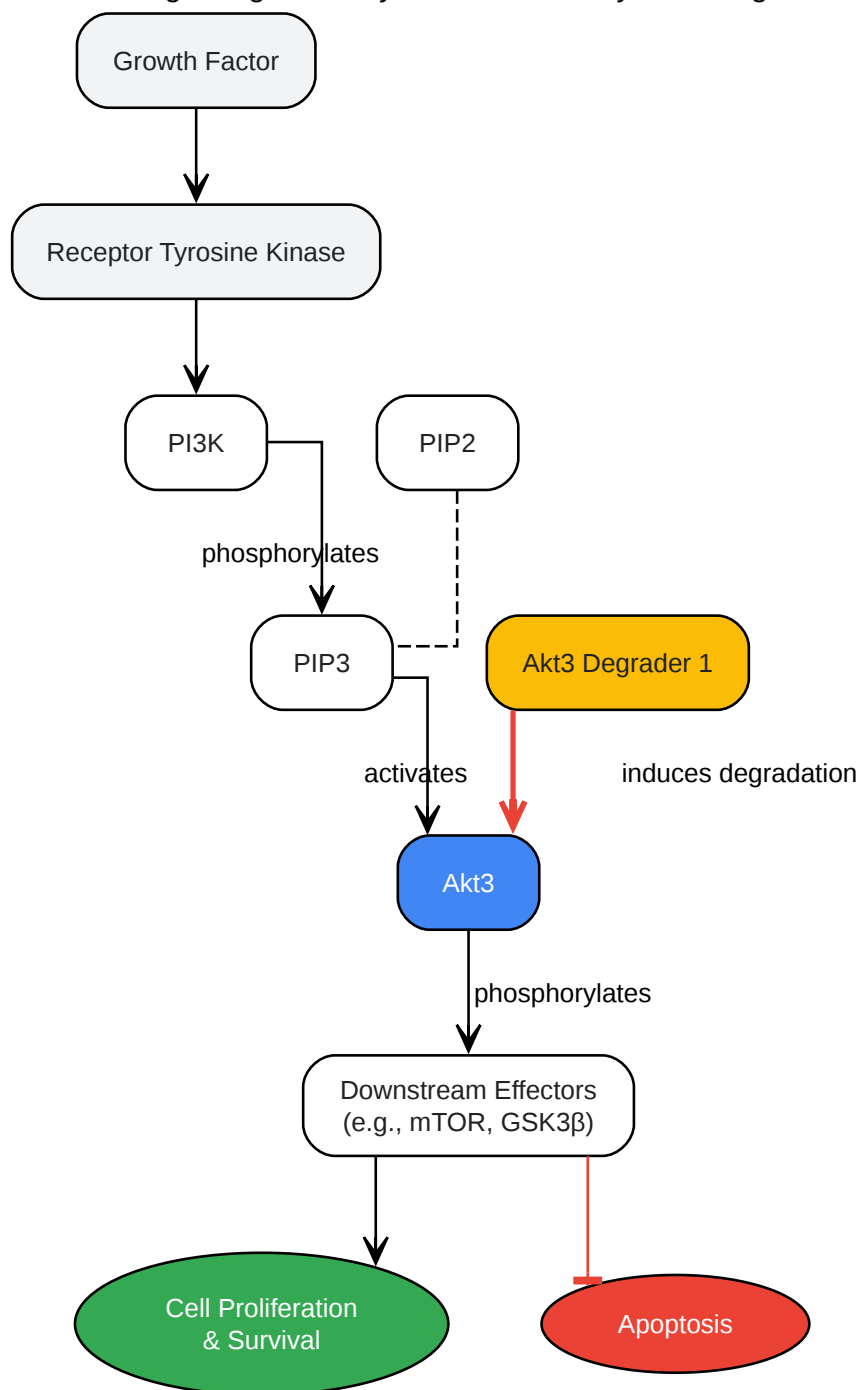 Growth Factor
Receptor Tyrosine Kinase
PI3K
PIP2
phosphorylates
PIP3
Akt3 Degrader 1
activates
induces degradation
Akt3
phosphorylates
Downstream Effectors
(e.g., mTOR, GSK3β)
Cell Proliferation
& Survival
Apoptosis